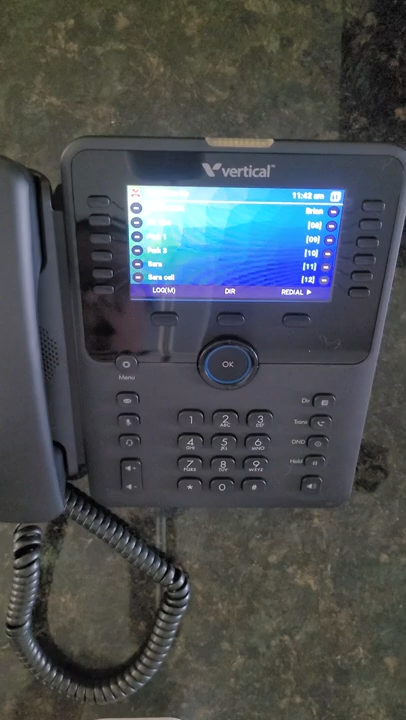 vertical™
11:42 am
Brian
[08]
Park 1 [09]
Park 3 [10]
Sara [11]
Sara cell [12]
LOG(M) DIR REDIAL ▶
OK
Menu
Dir
1 2 ABC 3 DEF
Trans
4 GHI 5 JKL 6 MNO
DND
7 PQRS 8 TUV 9 WXYZ
Hold
* 0 #